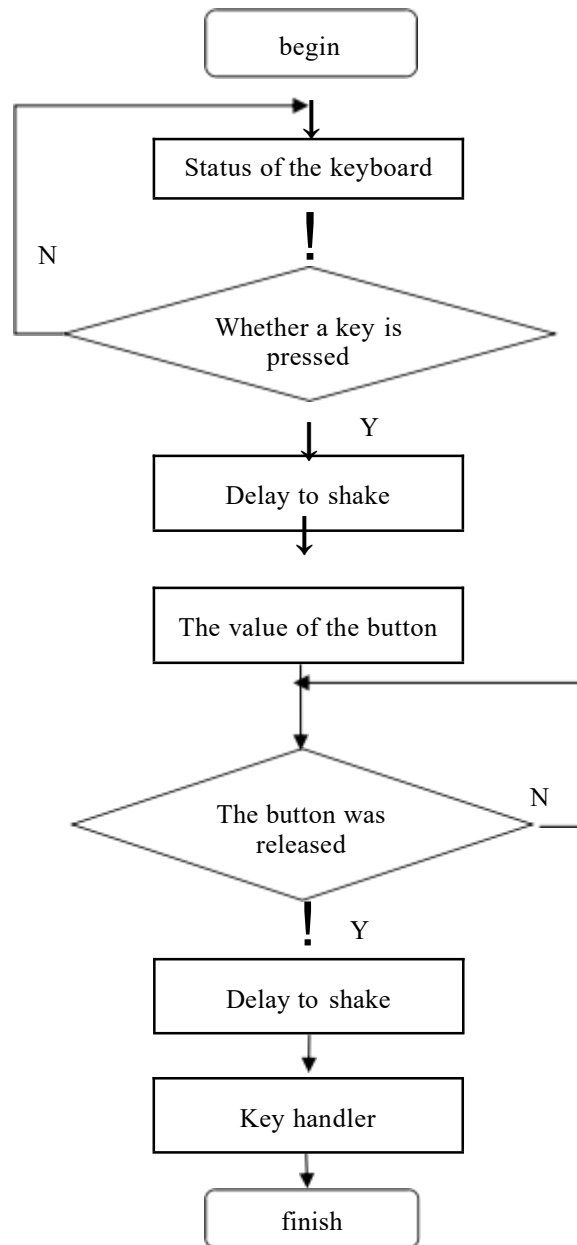 begin
Status of the keyboard
!
N
Whether a key is
pressed
Y
Delay to shake
The value of the button
The button was
released
N
!
Y
Delay to shake
Key handler
finish